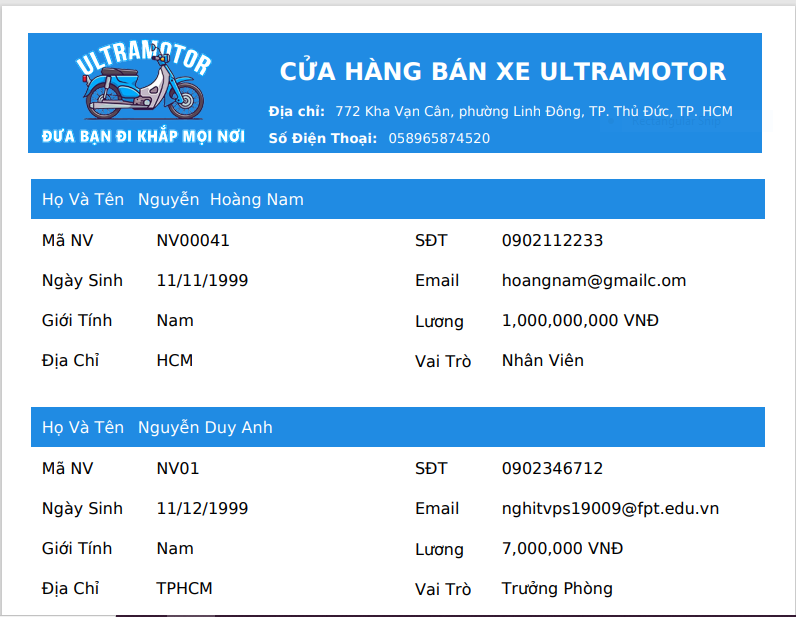 ULTRAMOTOR
ĐƯA BẠN ĐI KHẮP MỌI NƠI
CỬA HÀNG BÁN XE ULTRAMOTOR
Địa chỉ: 772 Kha Vạn Cân, phường Linh Đông, TP. Thủ Đức, TP. HCM
Số Điện Thoại: 058965874520
Họ Và Tên Nguyễn Hoàng Nam
Mã NV NV00041 SĐT 0902112233
Ngày Sinh 11/11/1999 Email hoangnam@gmailc.om
Giới Tính Nam Lương 1,000,000,000 VNĐ
Địa Chỉ HCM Vai Trò Nhân Viên
Họ Và Tên Nguyễn Duy Anh
Mã NV NV01 SĐT 0902346712
Ngày Sinh 11/12/1999 Email nghitvps19009@fpt.edu.vn
Giới Tính Nam Lương 7,000,000 VNĐ
Địa Chỉ TPHCM Vai Trò Trưởng Phòng